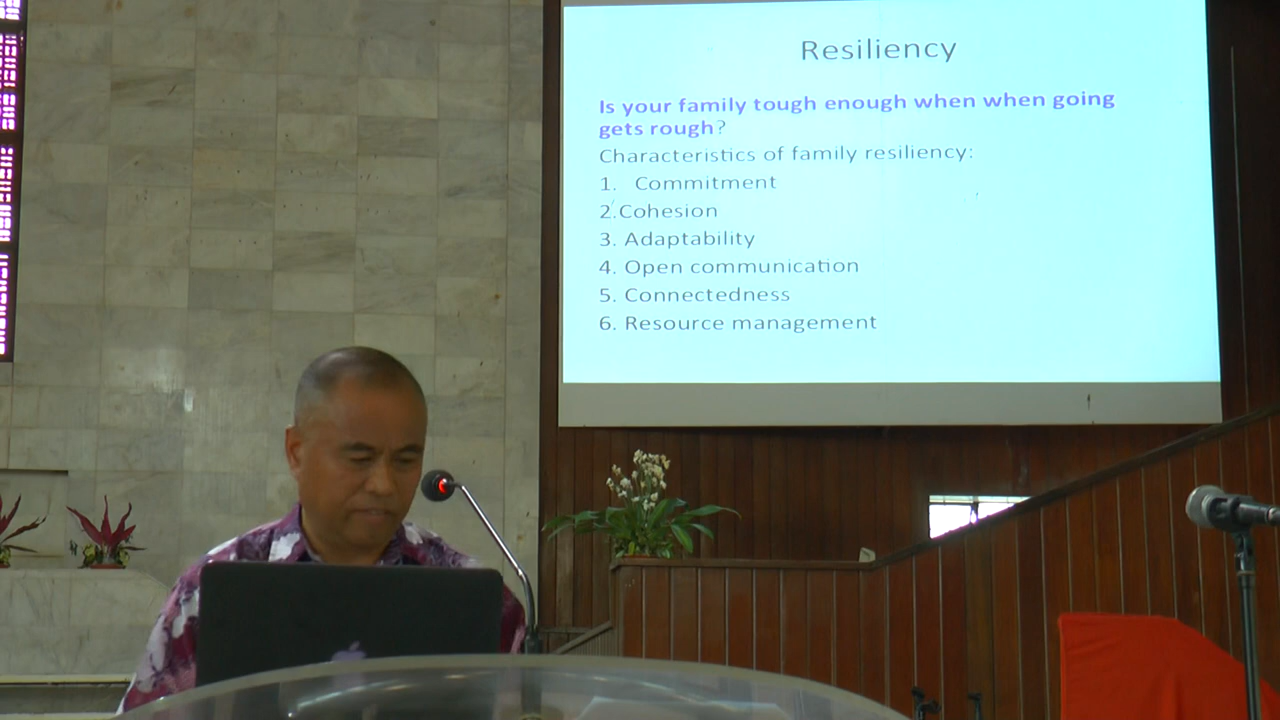 Resiliency
Is your family tough enough when when going
gets rough?
Characteristics of family resiliency:
1. Commitment
2.Cohesion
3. Adaptability
4. Open communication
5. Connectedness
6. Resource management